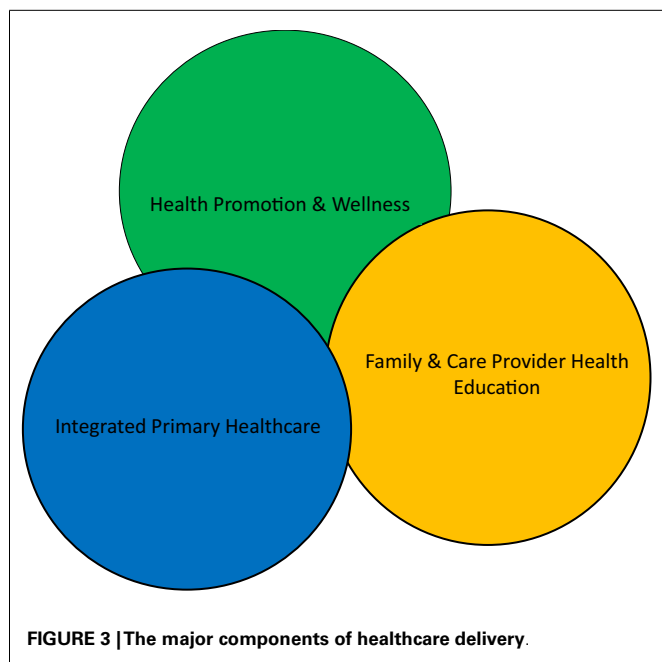 Health Promotion & Wellness
Family & Care Provider Health
Education
Integrated Primary Healthcare
FIGURE 3 | The major components of healthcare delivery.